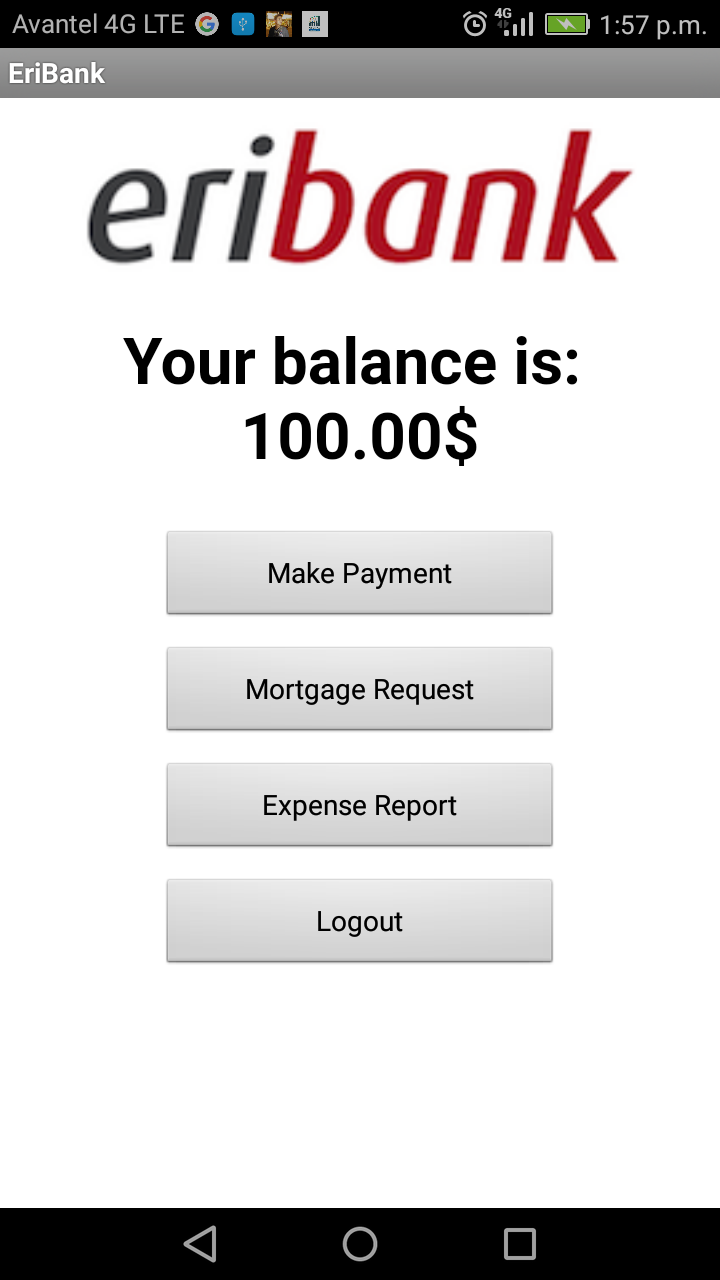 Avantel 4G LTE 4G 1:57 p.m.
EriBank
eribank
Your balance is:
100.00$
Make Payment
Mortgage Request
Expense Report
Logout